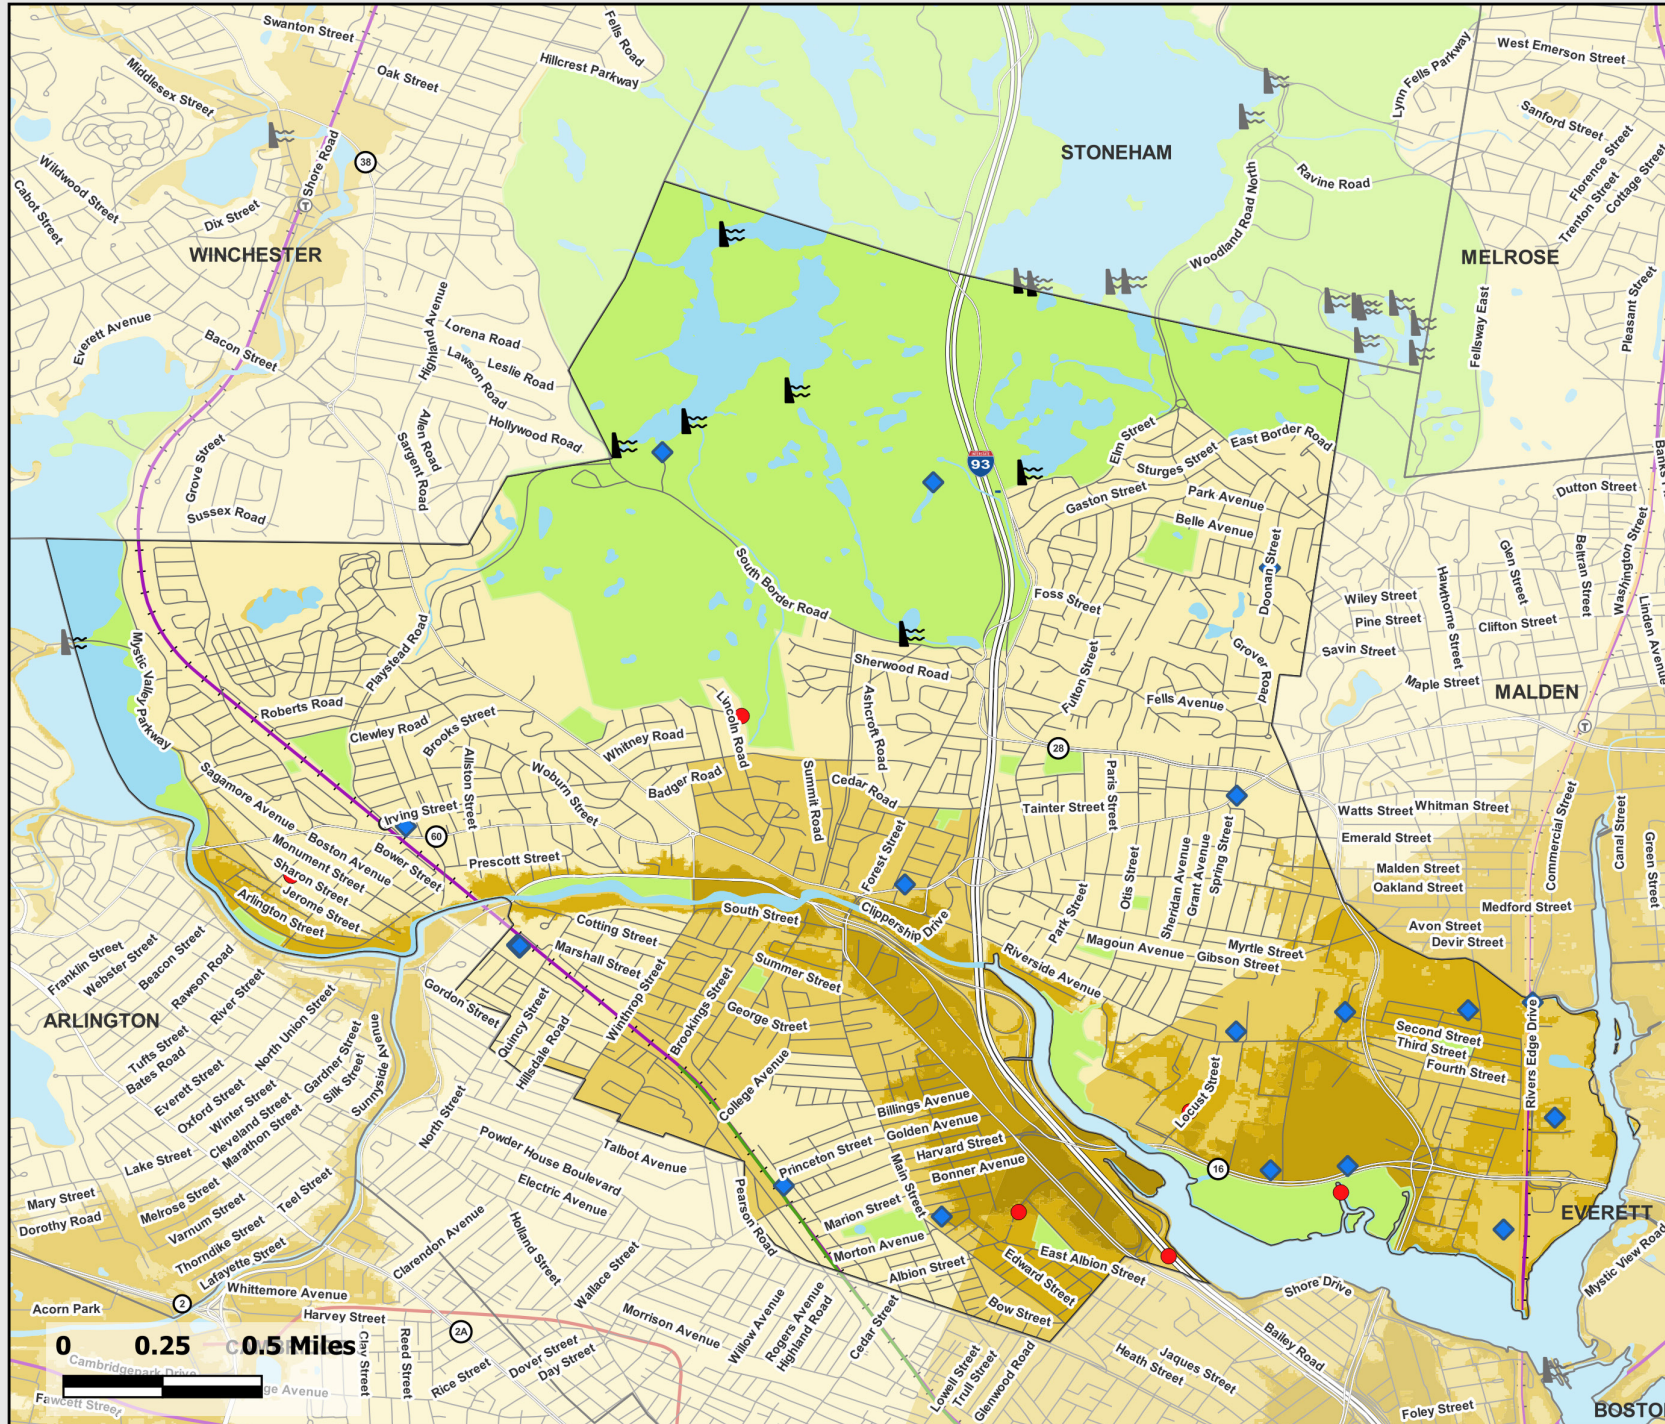 Swanton Street
Fells Road
Hillcrest Parkway
Oak Street
Middlesex Street
Lynn Fells Parkway
West Emerson Street
Sanford Street
Florence Street
Trenton Street
Cottage Street
STONEHAM
Ravine Road
Woodland Road North
Shore Road
38
Wildwood Street
Cabot Street
Dix Street
WINCHESTER
MELROSE
Pleasant Street
Fellsway East
Everett Avenue
Bacon Street
Highland Avenue
Lorena Road
Lawson Road
Leslie Road
Hollywood Road
Allen Road
Sargent Road
Grove Street
Sussex Road
93
Elm Street
East Border Road
Sturges Street
Gaston Street
Park Avenue
Belle Avenue
Doonan Street
Dutton Street
Washington Street
Beltran Street
Glen Street
Hawthorne Street
Linden Avenue
South Border Road
Foss Street
Wiley Street
Pine Street
Clifton Street
Savin Street
Maple Street
MALDEN
Grover Road
Fulton Street
Fells Avenue
Sherwood Road
Ashcroft Road
Lincoln Road
Playstead Road
Mystic Valley Parkway
Roberts Road
Clewley Road
Brooks Street
Whitney Road
Badger Road
Allston Street
Woburn Street
Summit Road
Cedar Road
28
Tainter Street
Paris Street
Watts Street
Whitman Street
Emerald Street
Commercial Street
Canal Street
Green Street
Malden Street
Oakland Street
Medford Street
Avon Street
Devir Street
Sagamore Avenue
Irving Street
60
Boston Avenue
Monument Street
Sharon Street
Jerome Street
Arlington Street
Bower Street
Prescott Street
Forest Street
Otis Street
Sheridan Avenue
Grant Avenue
Spring Street
Park Street
South Street
Clippership Drive
Magoun Avenue
Myrtle Street
Gibson Street
Riverside Avenue
Cotting Street
Marshall Street
Winthrop Street
Summer Street
Brookings Street
George Street
Franklin Street
Webster Street
Beacon Street
Rawson Road
River Street
ARLINGTON
Gordon Street
Quincy Street
Hillsdale Road
North Union Street
Tufts Street
Bates Road
Everett Street
Oxford Street
Winter Street
Cleveland Street
Marathon Street
Gardner Street
Silk Street
Sunnyside Avenue
North Street
College Avenue
Second Street
Third Street
Fourth Street
Rivers Edge Drive
Locust Street
Billings Avenue
Golden Avenue
Harvard Street
Bonner Avenue
Princeton Street
Main Street
Marion Street
Morton Avenue
Albion Street
East Albion Street
Edward Street
Bow Street
16
EVERETT
Mystic View Road
Lake Street
Mary Street
Dorothy Road
Melrose Street
Varnum Street
Teel Street
Thorndike Street
Lafayette Street
Powder House Boulevard
Talbot Avenue
Electric Avenue
Pearson Road
Clarendon Avenue
Holland Street
Wallace Street
Whittemore Avenue
Harvey Street
Acorn Park
2
2A
Morrison Avenue
Willow Avenue
Rogers Avenue
Highland Road
Cedar Street
Shore Drive
Bailey Road
Jaques Street
Heath Street
Lowell Street
Trull Street
Glenwood Road
Foley Street
Clay Street
Reed Street
Rice Street
Dover Street
Day Street
0 0.25 0.5 Miles
Cambridgepark Drive
Fawcett Street